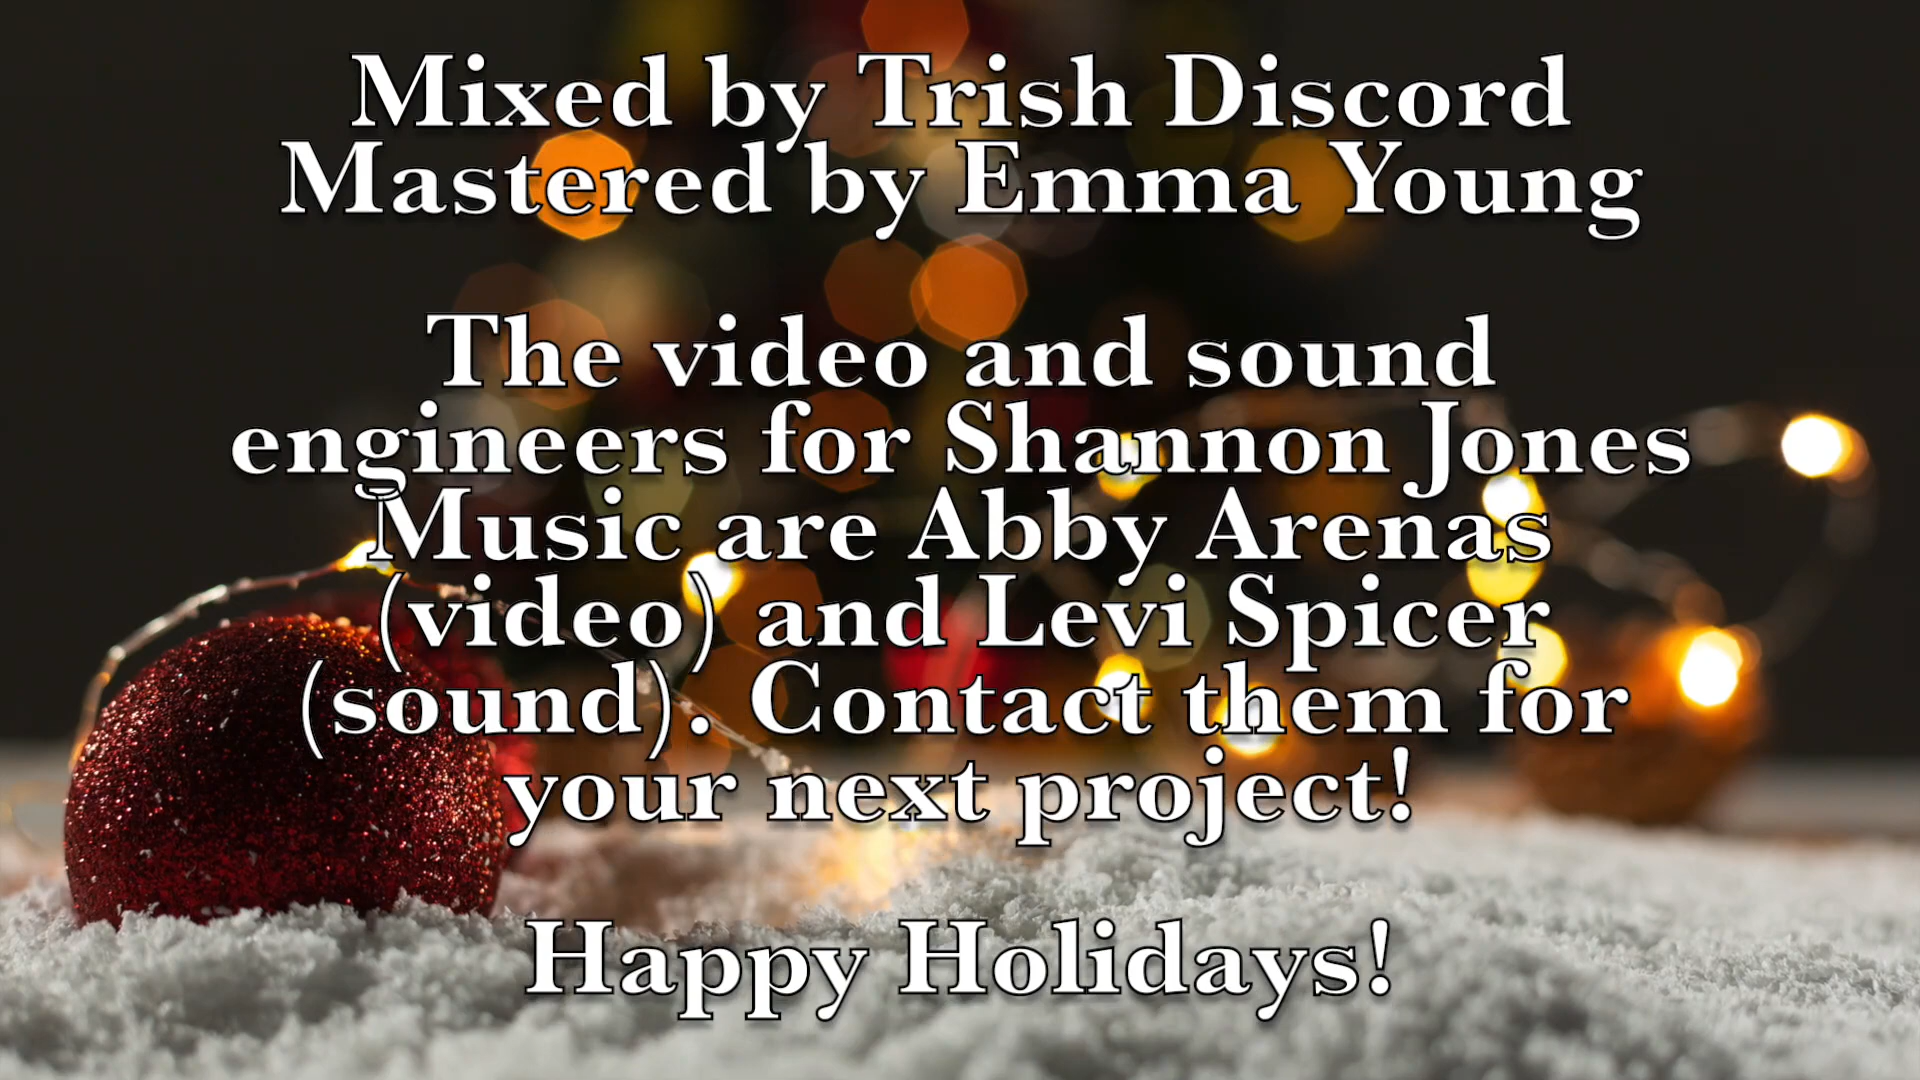 Mixed by Trish Discord
Mastered by Emma Young
The video and sound
engineers for Shannon Jones
Music are Abby Arenas
(video) and Levi Spicer
(sound). Contact them for
your next project!
Happy Holidays!